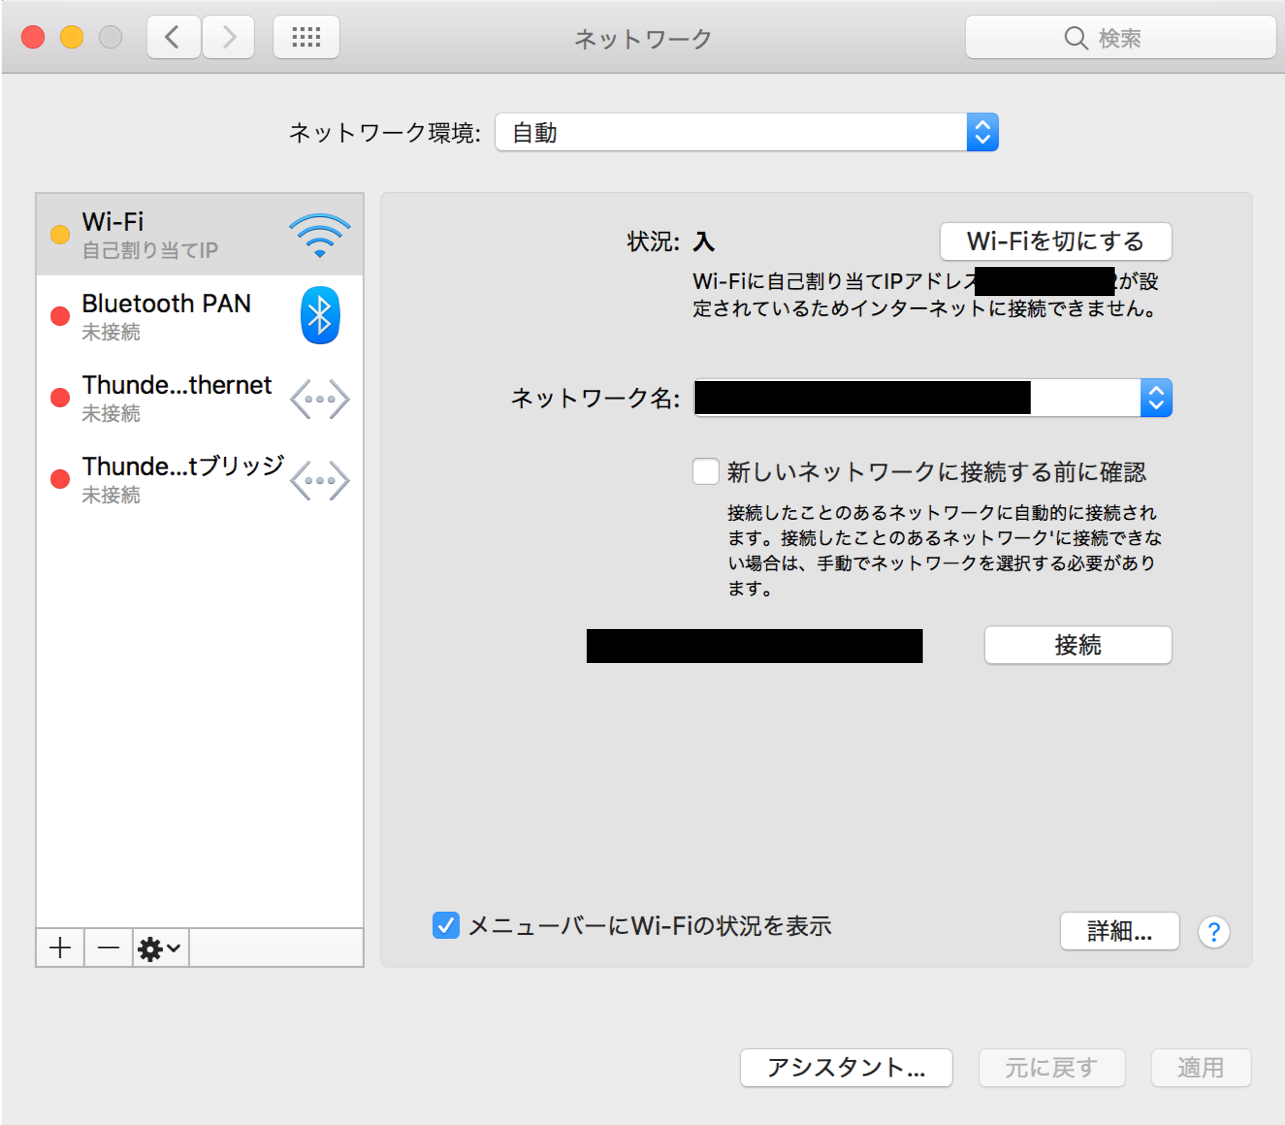 ネットワーク
検索
ネットワーク環境: 自動
Wi-Fi
自己割り当てIP
Bluetooth PAN
未接続
Thunde...thernet
未接続
Thunde...tブリッジ
未接続
状況: 入
Wi-Fiを切にする
Wi-Fiに自己割り当てIPアドレス
が設
定されているためインターネットに接続できません。
ネットワーク名:
新しいネットワークに接続する前に確認
接続したことのあるネットワークに自動的に接続され
ます。接続したことのあるネットワーク'に接続できな
い場合は、手動でネットワークを選択する必要があり
ます。
接続
メニューバーにWi-Fiの状況を表示
詳細...
?
アシスタント...
元に戻す
適用